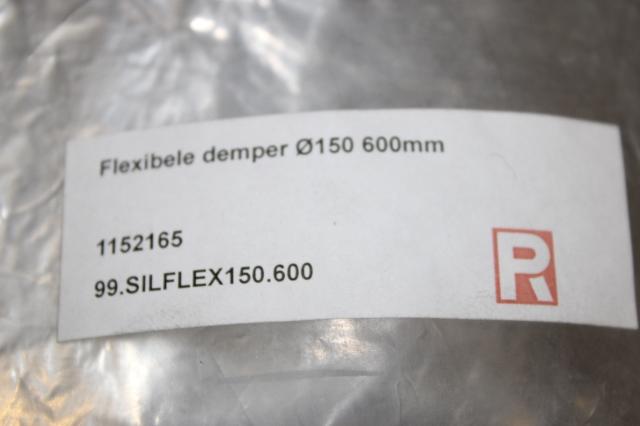 Flexibele demper Ø150 600mm
1152165
99.SILFLEX150.600
R